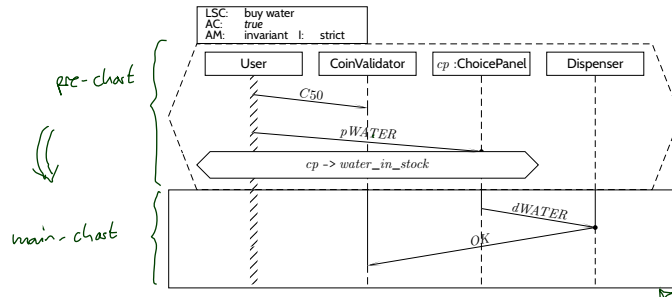 LSC: buy water
AC: true
AM: invariant I: strict
User CoinValidator cp :ChoicePanel Dispenser
pre-chart
C50
pWATER
cp -> water_in_stock
main-chart
dWATER
OK